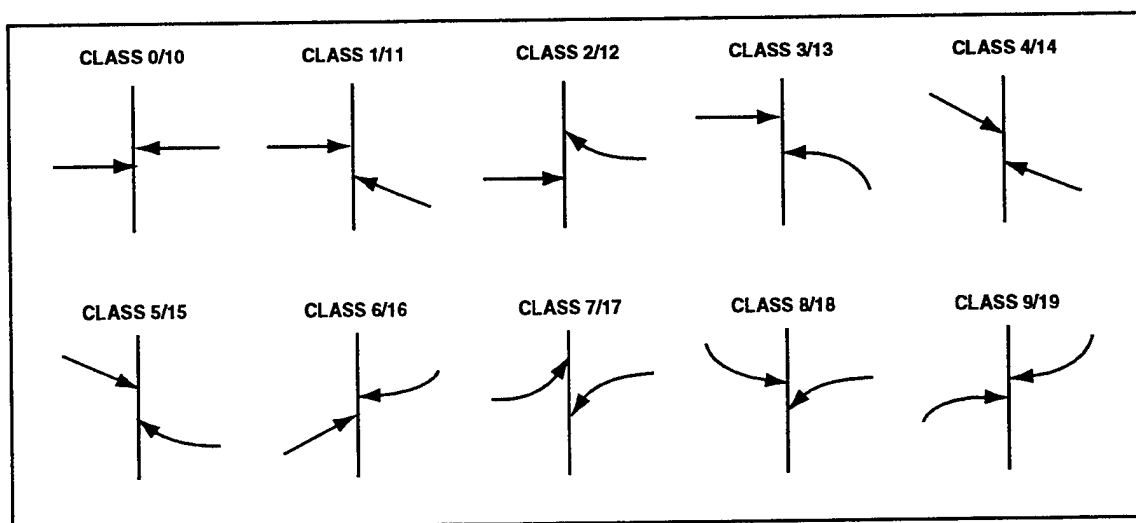 CLASS 0/10
CLASS 1/11
CLASS 2/12
CLASS 3/13
CLASS 4/14
CLASS 5/15
CLASS 6/16
CLASS 7/17
CLASS 8/18
CLASS 9/19